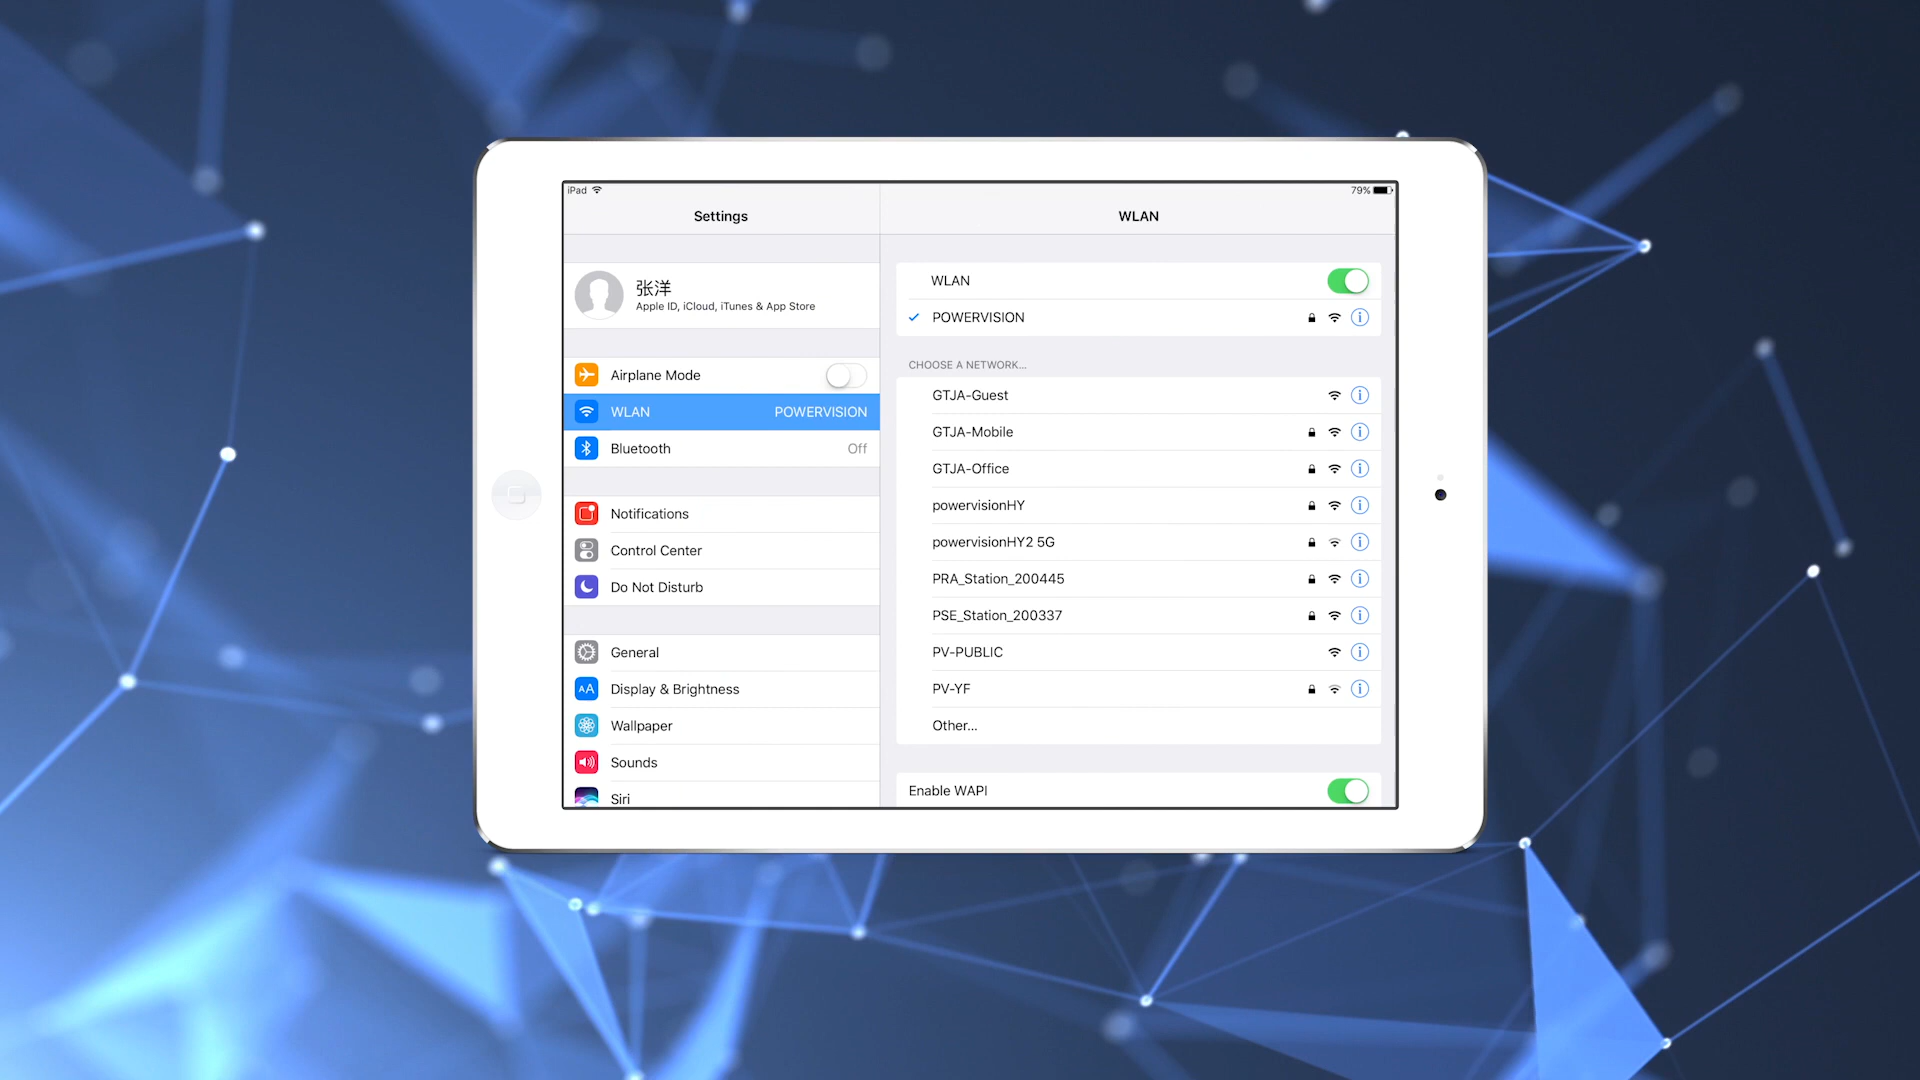 iPad
79%
Settings
WLAN
张洋
Apple ID, iCloud, iTunes & App Store
Airplane Mode
WLAN POWERVISION
Bluetooth Off
Notifications
Control Center
Do Not Disturb
General
AA Display & Brightness
Wallpaper
Sounds
Siri
WLAN
POWERVISION
CHOOSE A NETWORK...
GTJA-Guest
GTJA-Mobile
GTJA-Office
powervisionHY
powervisionHY2 5G
PRA_Station_200445
PSE_Station_200337
PV-PUBLIC
PV-YF
Other...
Enable WAPI